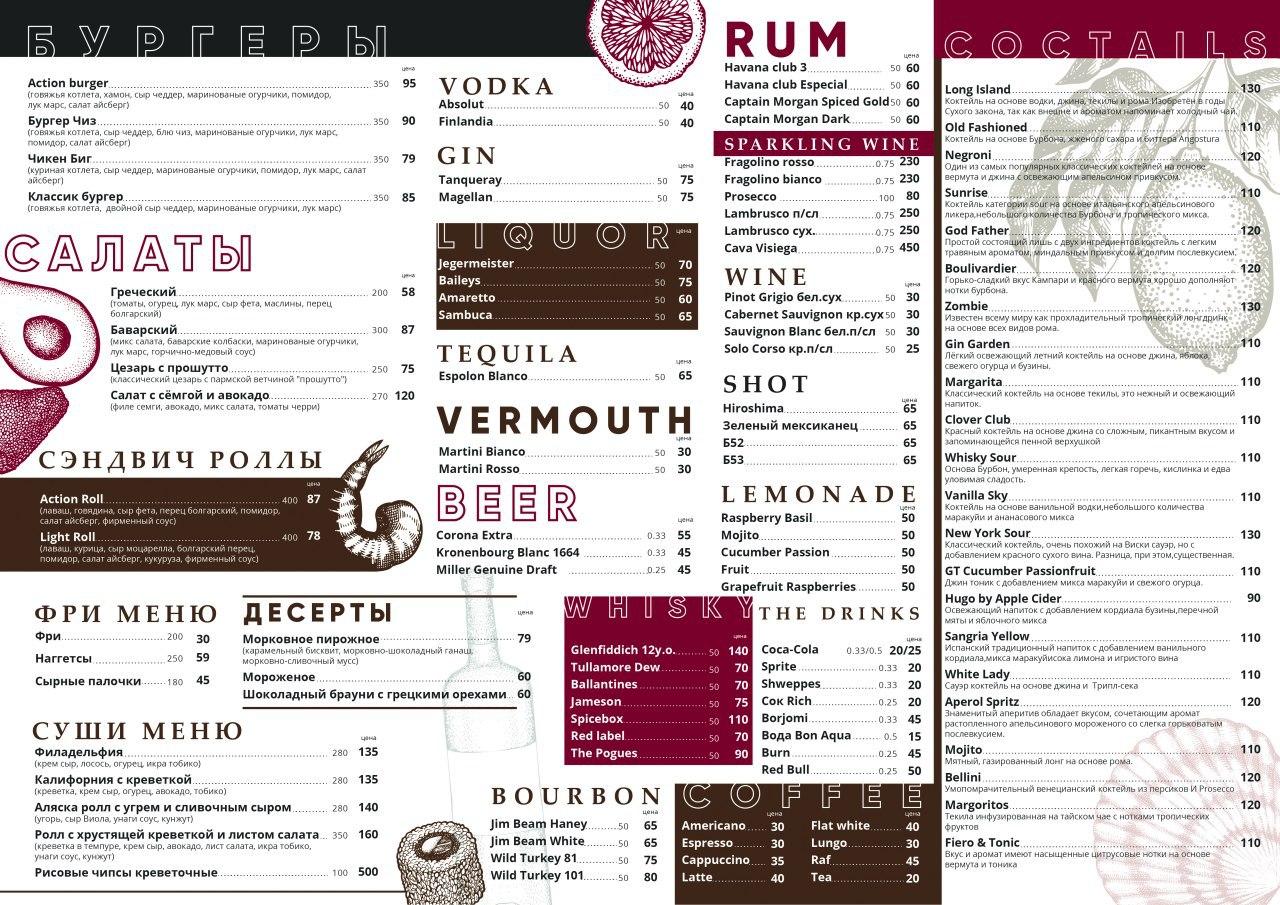 БУРГЕРЫ
цена
Action burger 350 95
(говяжья котлета, хамон, сыр чеддер, маринованые огурчики, помидор,
лук марс, салат айсберг)
Бургер Чиз 350 90
(говяжья котлета, сыр чеддер, блю чиз, маринованые огурчики, лук марс,
помидор, салат айсберг)
Чикен Биг 350 79
(куриная котлета, сыр чеддер, маринованые огурчики, помидор, лук марс, салат
айсберг)
Классик бургер 350 85
(говяжья котлета, двойной сыр чеддер, маринованые огурчики, лук марс)
САЛАТЫ
цена
Греческий 200 58
(томаты, огурец, лук марс, сыр фета, маслины, перец
болгарский)
Баварский 300 87
(микс салата, баварские колбаски, маринованые огурчики,
лук марс, горчично-медовый соус)
Цезарь с прошутто 250 75
(классический цезарь с пармской ветчиной "прошутто")
Салат с сёмгой и авокадо 270 120
(филе семги, авокадо, микс салата, томаты черри)
СЭНДВИЧ РОЛЛЫ
Action Roll 400 87
(лаваш, говядина, сыр фета, перец болгарский, помидор,
салат айсберг, фирменный соус)
Light Roll 400 78
(лаваш, курица, сыр моцарелла, болгарский перец,
помидор, салат айсберг, кукуруза, фирменный соус)
ФРИ МЕНЮ
цена
Фри 200 30
Наггетсы 250 59
Сырные палочки 180 45
ДЕСЕРТЫ
цена
Морковное пирожное 79
(карамельный бисквит, морковно-шоколадный ганаш,
морковно-сливочный мусс)
Мороженое 60
Шоколадный брауни с грецкими орехами 60
СУШИ МЕНЮ
цена
Филадельфия 280 135
(крем сыр, лосось, огурец, икра тобико)
Калифорния с креветкой 280 135
(креветка, крем сыр, огурец, авокадо, тобико)
Аляска ролл с угрем и сливочным сыром 280 140
(угорь, сыр Виола, унаги соус, кунжут)
Ролл с хрустящей креветкой и листом салата 350 160
(креветка в темпуре, крем сыр, авокадо, лист салата, икра тобико,
унаги соус, кунжут)
Рисовые чипсы креветочные 100 500
VODKA
цена
Absolut 50 40
Finlandia 50 40
GIN
цена
Tanqueray 50 75
Magellan 50 75
LIQUOR
цена
Jegermeister 50 70
Baileys 50 75
Amaretto 50 60
Sambuca 50 65
TEQUILA
цена
Espolon Blanco 50 65
VERMOUTH
цена
Martini Bianco 50 30
Martini Rosso 50 30
BEER
цена
Corona Extra 0.33 55
Kronenbourg Blanc 1664 0.33 45
Miller Genuine Draft 0.25 45
RUM
цена
Havana club 3 50 60
Havana club Especial 50 60
Captain Morgan Spiced Gold 50 60
Captain Morgan Dark 50 60
SPARKLING WINE
Fragolino rosso 0.75 230
Fragolino bianco 0.75 230
Prosecco 100 80
Lambrusco п/сл 0.75 250
Lambrusco сух. 0.75 250
Cava Visiega 0.75 450
WINE
цена
Pinot Grigio бел.сух 50 30
Cabernet Sauvignon кр.сух 50 30
Sauvignon Blanc бел.п/сл 50 30
Solo Corso кр.п/сл 50 25
SHOT
цена
Hiroshima 65
Зеленый мексиканец 65
Б52 65
Б53 65
LEMONADE
цена
Raspberry Basil 50
Mojito 50
Cucumber Passion 50
Fruit 50
Grapefruit Raspberries 50
WHISKY
цена
Glenfiddich 12y.o. 50 140
Tullamore Dew 50 70
Ballantines 50 70
Jameson 50 75
Spicebox 50 110
Red label 50 70
The Pogues 50 90
THE DRINKS
цена
Coca-Cola 0.33/0.5 20/25
Sprite 0.33 20
Shweppes 0.33 20
Сок Rich 0.25 20
Borjomi 0.33 45
Вода Bon Aqua 0.5 15
Burn 0.25 45
Red Bull 0.25 50
BOURBON
цена
Jim Beam Haney 50 65
Jim Beam White 50 65
Wild Turkey 81 50 75
Wild Turkey 101 50 80
COFFEE
цена цена
Americano 30 Flat white 40
Espresso 30 Lungo 30
Cappuccino 35 Raf 45
Latte 40 Tea 20
COCTAILS
цена
Long Island 130
Коктейль на основе водки, джина, текилы и рома.Изобретён в годы
Сухого закона, так как внешне и ароматом напоминает холодный чай.
Old Fashioned 110
Коктейль на основе Бурбона, жженого сахара и биттера Angostura
Negroni 120
Один из самых популярных классических коктейлей на основе
вермута и джина с освежающим апельсином привкусом.
Sunrise 110
Коктейль категории sour на основе итальянского апельсинового
ликера,небольшого количества Бурбона и тропического микса.
God Father 120
Простой состоящий лишь с двух ингредиентов коктейль с легким
травяным ароматом, миндальным привкусом и долгим послевкусием.
Boulivardier 120
Горько-сладкий вкус Кампари и красного вермута хорошо дополняют
нотки бурбона.
Zombie 130
Известен всему миру как прохладительный тропический лонгдринк
на основе всех видов рома.
Gin Garden 110
Лёгкий освежающий летний коктейль на основе джина, яблока,
свежего огурца и бузины.
Margarita 110
Классический коктейль на основе текилы, это нежный и освежающий
напиток.
Clover Club 110
Красный коктейль на основе джина со сложным, пикантным вкусом и
запоминающейся пенной верхушкой
Whisky Sour 110
Основа Бурбон, умеренная крепость, легкая горечь, кислинка и едва
уловимая сладость.
Vanilla Sky 110
Коктейль на основе ванильной водки,небольшого количества
маракуйи и ананасового микса
New York Sour 130
Классический коктейль, очень похожий на Виски сауэр, но с
добавлением красного сухого вина. Разница, при этом,существенная.
GT Cucumber Passionfruit 110
Джин тоник с добавлением микса маракуйи и свежего огурца.
Hugo by Apple Cider 90
Освежающий напиток с добавлением кордиала бузины,перечной
мяты и яблочного микса
Sangria Yellow 110
Испанский традиционный напиток с добавлением ванильного
кордиала,микса маракуйисока лимона и игристого вина
White Lady 110
Сауэр коктейль на основе джина и Трипл-сека
Aperol Spritz 120
Знаменитый аперитив обладает вкусом, сочетающим аромат
растопленного апельсинового мороженого со слегка горьковатым
послевкусием.
Mojito 110
Мятный, газированный лонг на основе рома.
Bellini 120
Умопомрачительный венецианский коктейль из персиков И Prosecco
Margoritos 120
Текила инфузированная на тайском чае с нотками тропических
фруктов
Fiero & Tonic 110
Вкус и аромат имеют насыщенные цитрусовые нотки на основе
вермута и тоника